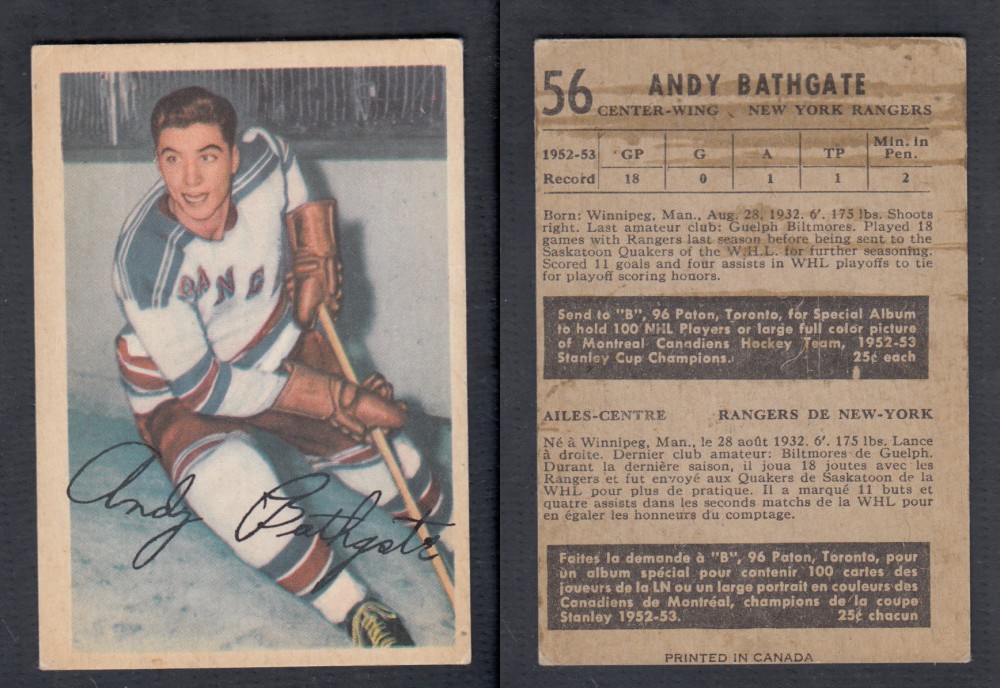 RANG
Andy Bathgate
56 ANDY BATHGATE
CENTER-WING NEW YORK RANGERS
1952-53 GP G A TP Min. in Pen.
Record 18 0 1 1 2
Born: Winnipeg, Man., Aug. 28, 1932. 6'. 175 lbs. Shoots
right. Last amateur club: Guelph Biltmores. Played 18
games with Rangers last season before being sent to the
Saskatoon Quakers of the W.H.L. for further seasoning.
Scored 11 goals and four assists in WHL playoffs to tie
for playoff scoring honors.
Send to "B", 96 Paton, Toronto, for Special Album
to hold 100 NHL Players or large full color picture
of Montreal Canadiens Hockey Team, 1952-53
Stanley Cup Champions. 25¢ each
AILES-CENTRE RANGERS DE NEW-YORK
Né à Winnipeg, Man., le 28 août 1932. 6'. 175 lbs. Lance
à droite. Dernier club amateur: Biltmores de Guelph.
Durant la dernière saison, il joua 18 joutes avec les
Rangers et fut envoyé aux Quakers de Saskatoon de la
WHL pour plus de pratique. Il a marqué 11 buts et
quatre assists dans les seconds matchs de la WHL pour
en égaler les honneurs du comptage.
Faites la demande à "B", 96 Paton, Toronto, pour
un album spécial pour contenir 100 cartes des
joueurs de la LN ou un large portrait en couleurs des
Canadiens de Montréal, champions de la coupe
Stanley 1952-53. 25¢ chacun
PRINTED IN CANADA